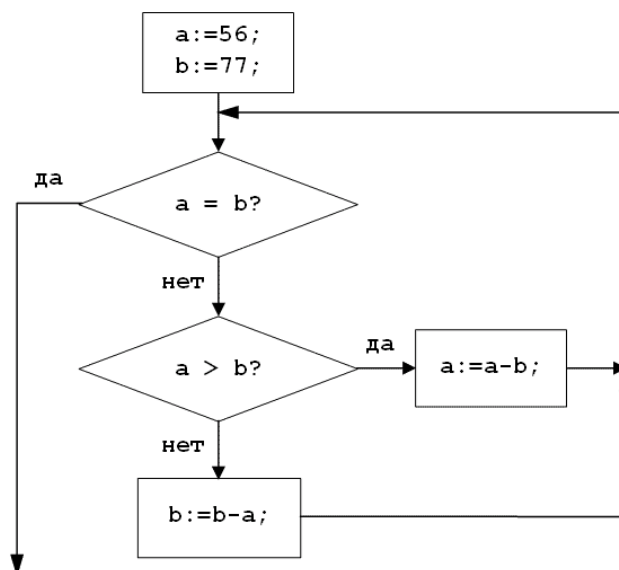 a:=56;
b:=77;
да
a = b?
нет
a > b?
да
a:=a-b;
нет
b:=b-a;